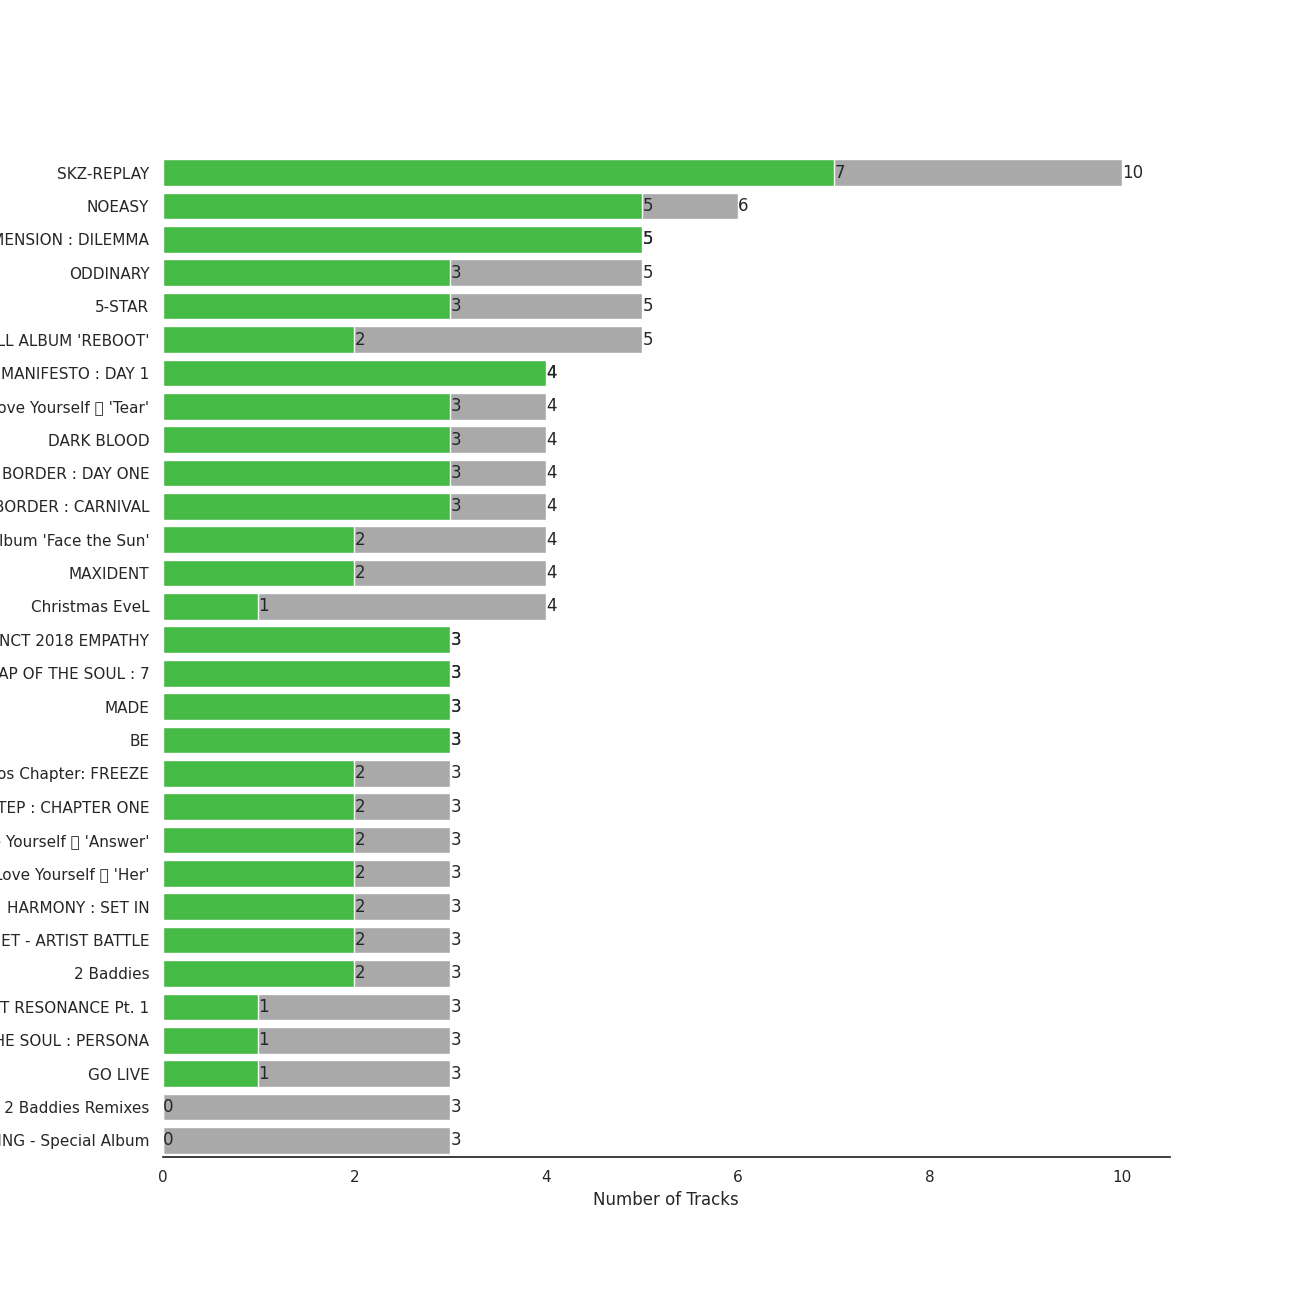 SKZ-REPLAY 7 10
NOEASY 5 6
MENSION : DILEMMA 5
ODDINARY 3 5
5-STAR 3 5
LL ALBUM 'REBOOT' 2 5
MANIFESTO : DAY 1 4
ove Yourself 'Tear' 3 4
DARK BLOOD 3 4
BORDER : DAY ONE 3 4
BORDER : CARNIVAL 3 4
lbum 'Face the Sun' 2 4
MAXIDENT 2 4
Christmas EveL 1 4
NCT 2018 EMPATHY 3
AP OF THE SOUL : 7 3
MADE 3
BE 3
os Chapter: FREEZE 2 3
TEP : CHAPTER ONE 2 3
Yourself 'Answer' 2 3
Love Yourself 'Her' 2 3
HARMONY : SET IN 2 3
ET - ARTIST BATTLE 2 3
2 Baddies 2 3
T RESONANCE Pt. 1 1 3
HE SOUL : PERSONA 1 3
GO LIVE 1 3
2 Baddies Remixes 0 3
ING - Special Album 0 3
0 2 4 6 8 10
Number of Tracks